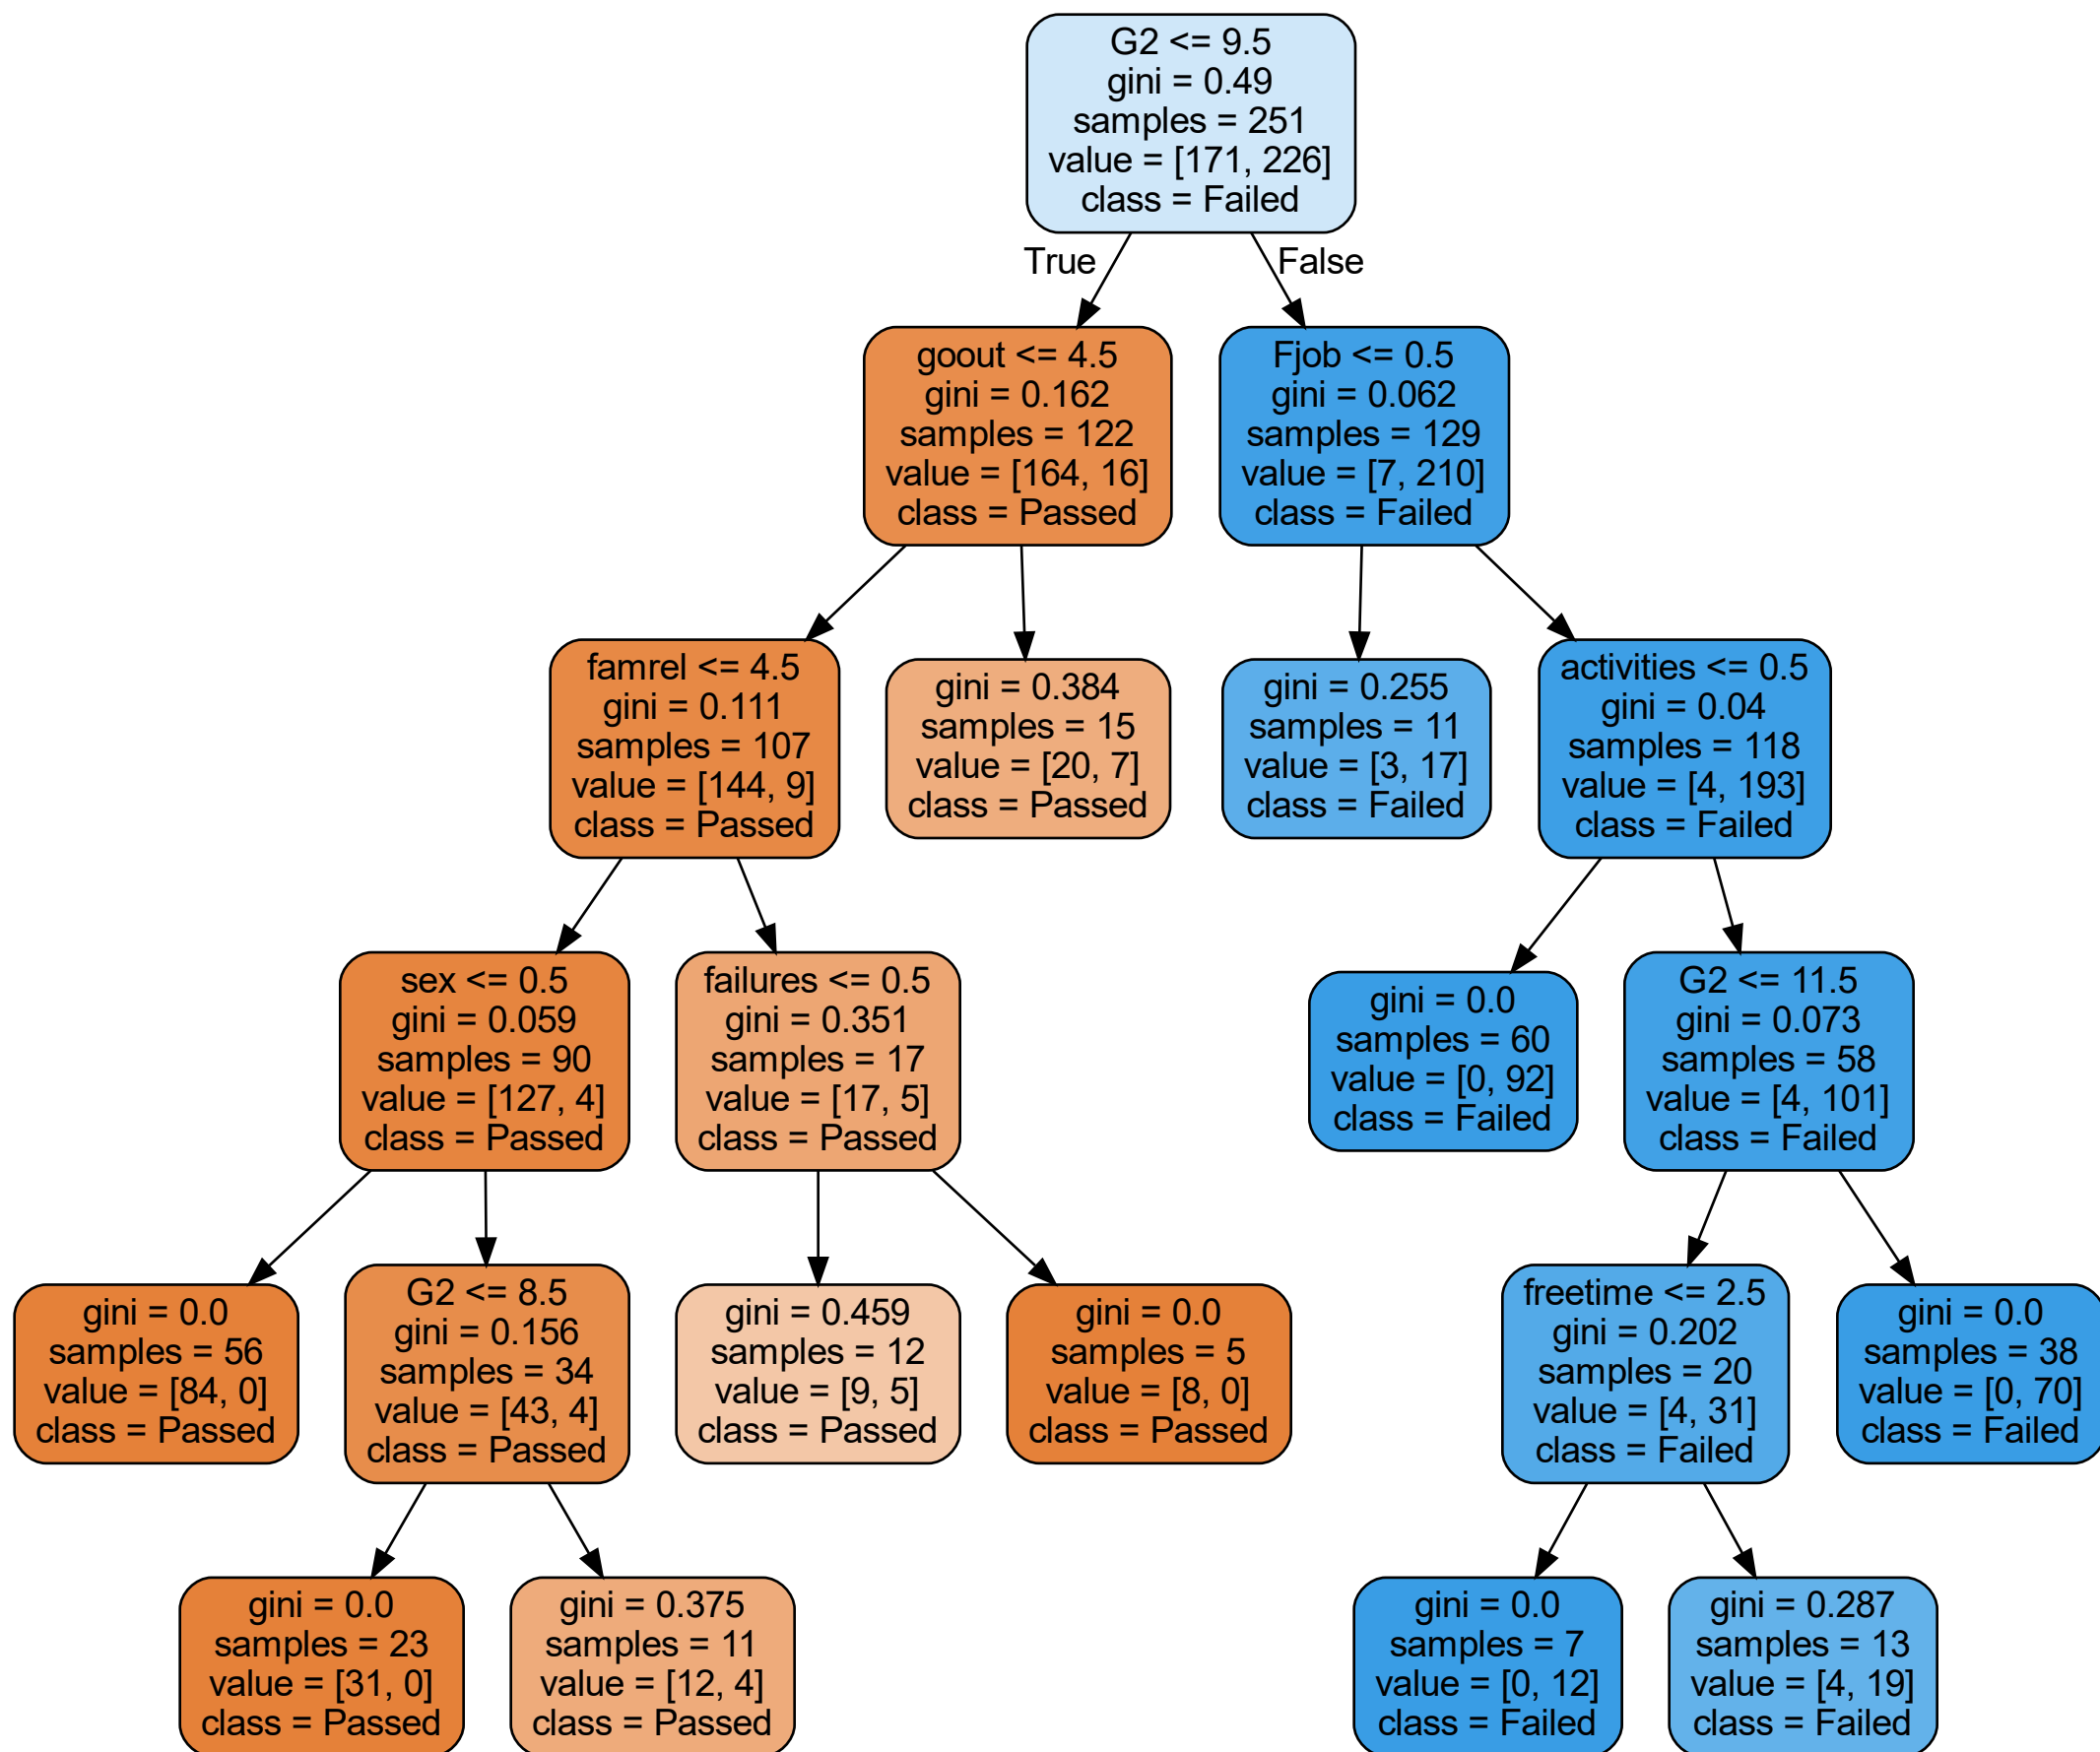 G2 <= 9.5
gini = 0.49
samples = 251
value = [171, 226]
class = Failed
True
False
goout <= 4.5
gini = 0.162
samples = 122
value = [164, 16]
class = Passed
Fjob <= 0.5
gini = 0.062
samples = 129
value = [7, 210]
class = Failed
famrel <= 4.5
gini = 0.111
samples = 107
value = [144, 9]
class = Passed
gini = 0.384
samples = 15
value = [20, 7]
class = Passed
gini = 0.255
samples = 11
value = [3, 17]
class = Failed
activities <= 0.5
gini = 0.04
samples = 118
value = [4, 193]
class = Failed
sex <= 0.5
gini = 0.059
samples = 90
value = [127, 4]
class = Passed
failures <= 0.5
gini = 0.351
samples = 17
value = [17, 5]
class = Passed
gini = 0.0
samples = 60
value = [0, 92]
class = Failed
G2 <= 11.5
gini = 0.073
samples = 58
value = [4, 101]
class = Failed
gini = 0.0
samples = 56
value = [84, 0]
class = Passed
G2 <= 8.5
gini = 0.156
samples = 34
value = [43, 4]
class = Passed
gini = 0.459
samples = 12
value = [9, 5]
class = Passed
gini = 0.0
samples = 5
value = [8, 0]
class = Passed
freetime <= 2.5
gini = 0.202
samples = 20
value = [4, 31]
class = Failed
gini = 0.0
samples = 38
value = [0, 70]
class = Failed
gini = 0.0
samples = 23
value = [31, 0]
class = Passed
gini = 0.375
samples = 11
value = [12, 4]
class = Passed
gini = 0.0
samples = 7
value = [0, 12]
class = Failed
gini = 0.287
samples = 13
value = [4, 19]
class = Failed